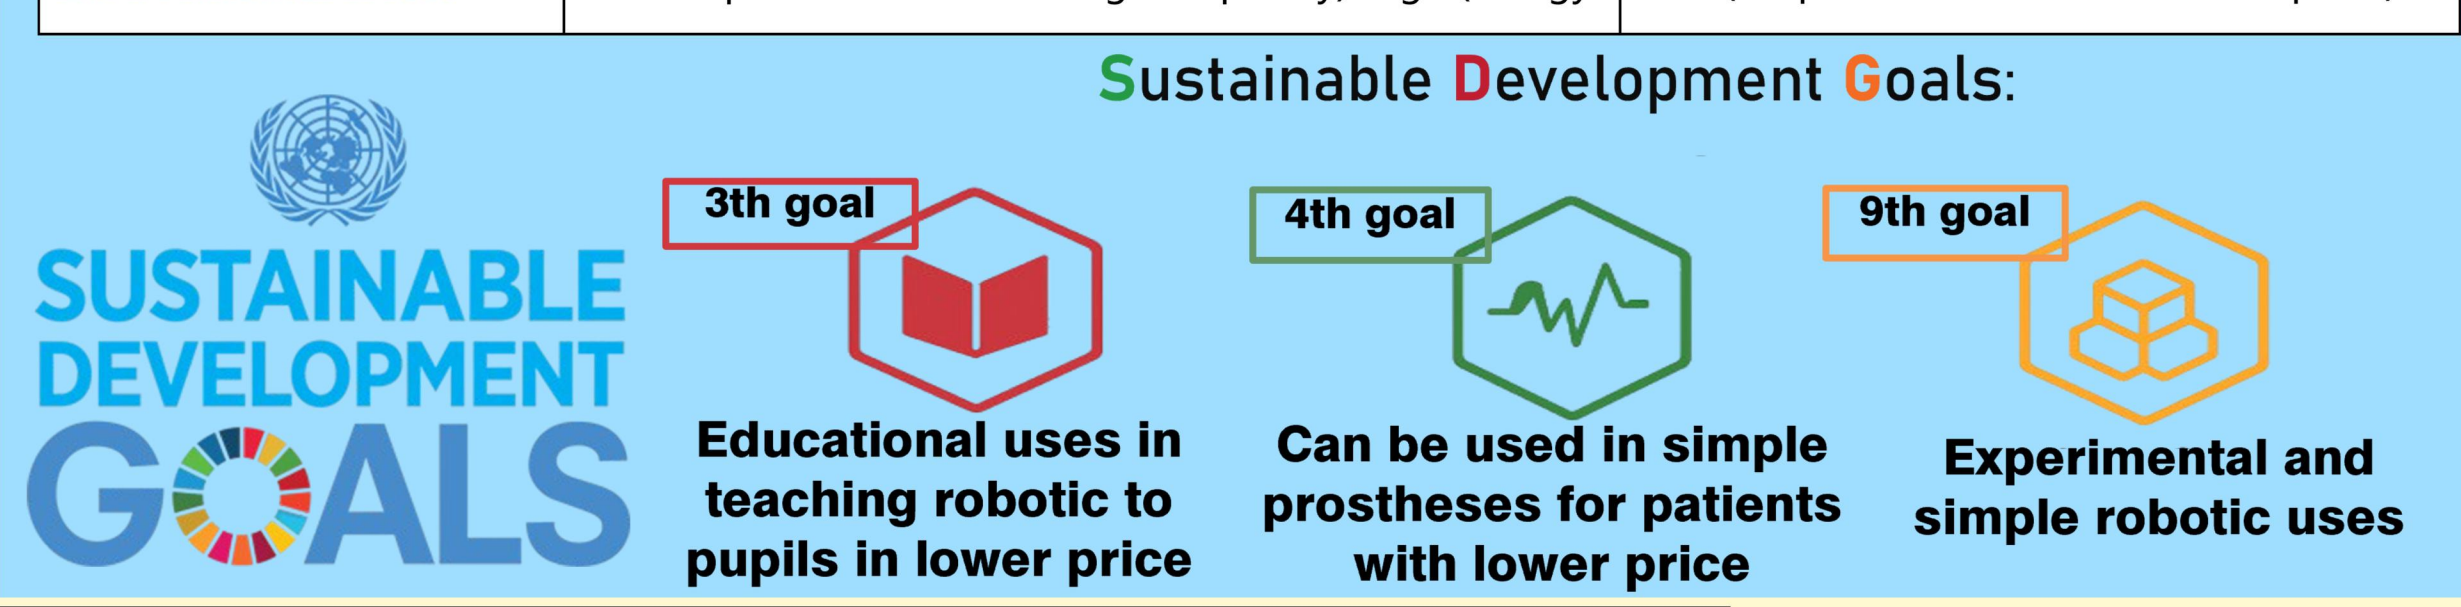 Sustainable Development Goals:
SUSTAINABLE
DEVELOPMENT
GOALS
3th goal
Educational uses in
teaching robotic to
pupils in lower price
4th goal
Can be used in simple
prostheses for patients
with lower price
9th goal
Experimental and
simple robotic uses